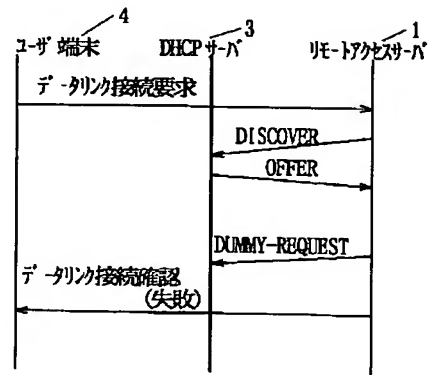 4
3
1
ユーザ端末
DHCPサーバ
リモートアクセスサーバ
データリンク接続要求
DISCOVER
OFFER
DUMMY-REQUEST
データリンク接続確認
(失敗)